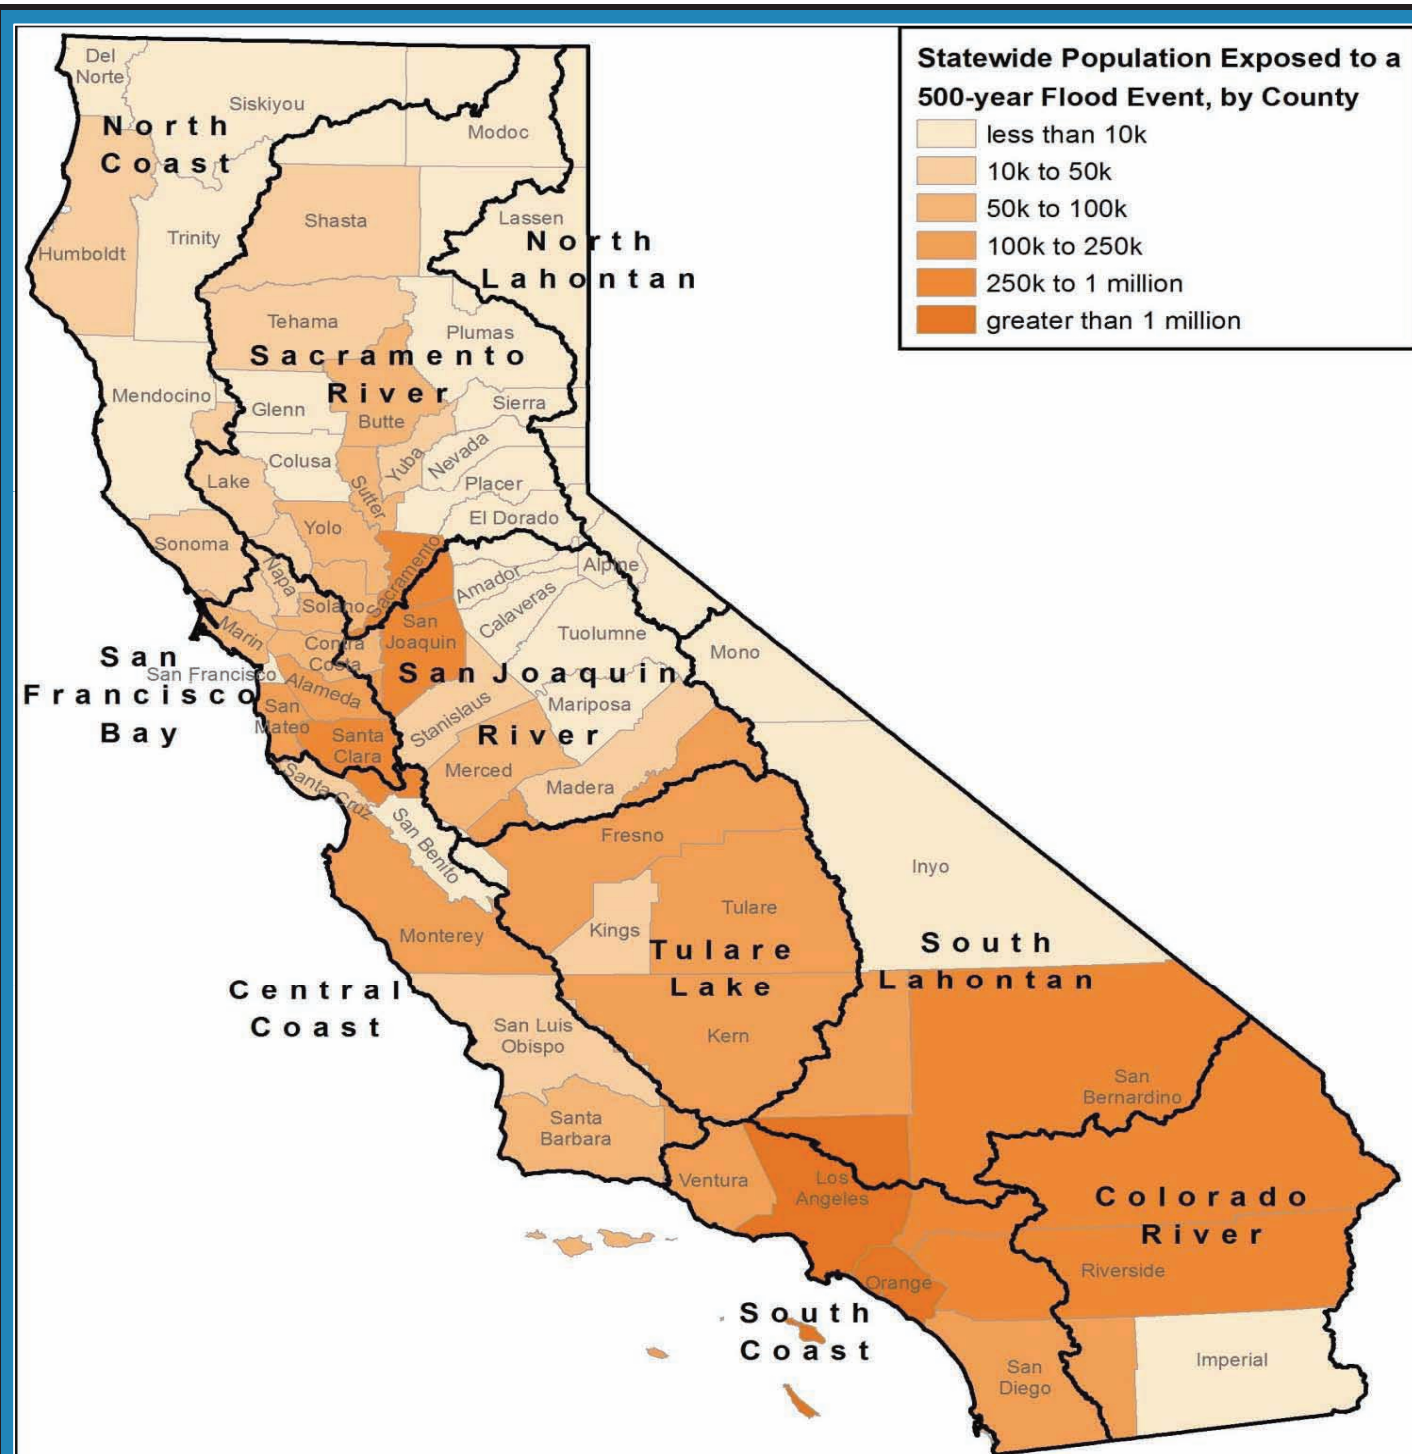 Statewide Population Exposed to a
500-year Flood Event, by County
less than 10k
10k to 50k
50k to 100k
100k to 250k
250k to 1 million
greater than 1 million
Del
Norte
Siskiyou
Modoc
North
Coast
Shasta
Lassen
Trinity
Humboldt
North
Lahontan
Tehama
Plumas
Sacramento
River
Mendocino
Glenn
Butte
Sierra
Colusa
Yuba
Nevada
Lake
Sutter
Placer
El Dorado
Yolo
Sonoma
Napa
Sacramento
Amador
Alpine
Solano
Calaveras
Marin
San
Joaquin
Tuolumne
Contra
Costa
Mono
San
Francisco
Bay
San Francisco
Alameda
San Joaquin
River
San
Mateo
Santa
Clara
Stanislaus
Mariposa
Merced
Madera
Santa Cruz
San Benito
Fresno
Inyo
Monterey
Kings
Tulare
Tulare
Lake
South
Lahontan
Central
Coast
San Luis
Obispo
Kern
San
Bernardino
Santa
Barbara
Ventura
Los
Angeles
Colorado
River
Orange
Riverside
South
Coast
San
Diego
Imperial